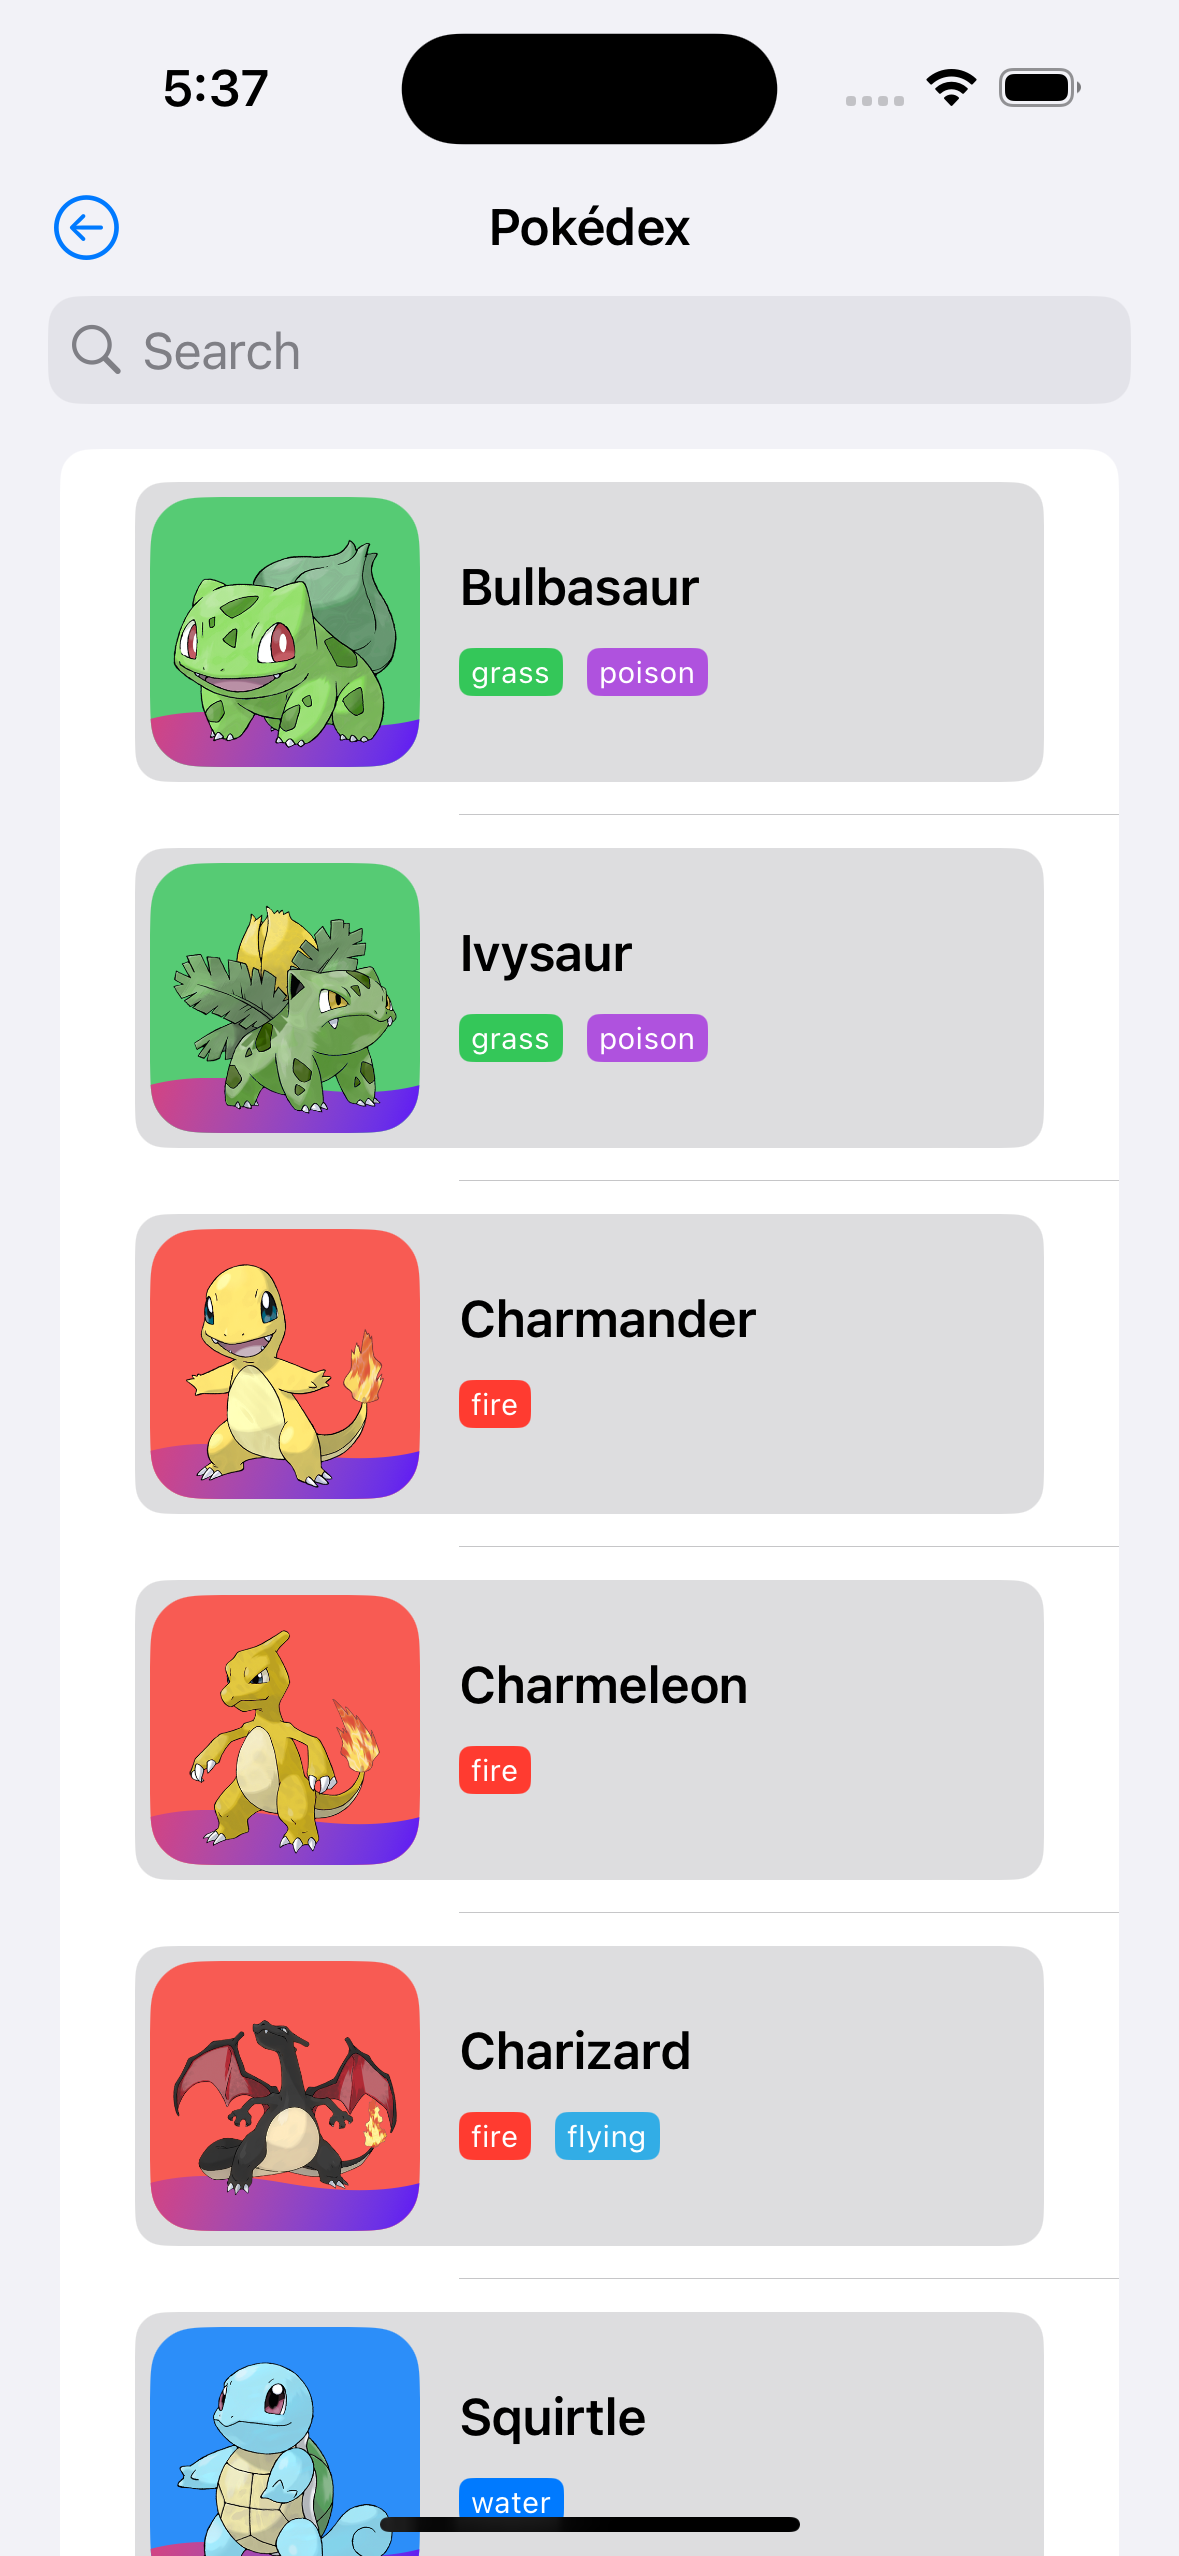 5:37
Pokédex
Search
Bulbasaur
grass poison
Ivysaur
grass poison
Charmander
fire
Charmeleon
fire
Charizard
fire flying
Squirtle
water